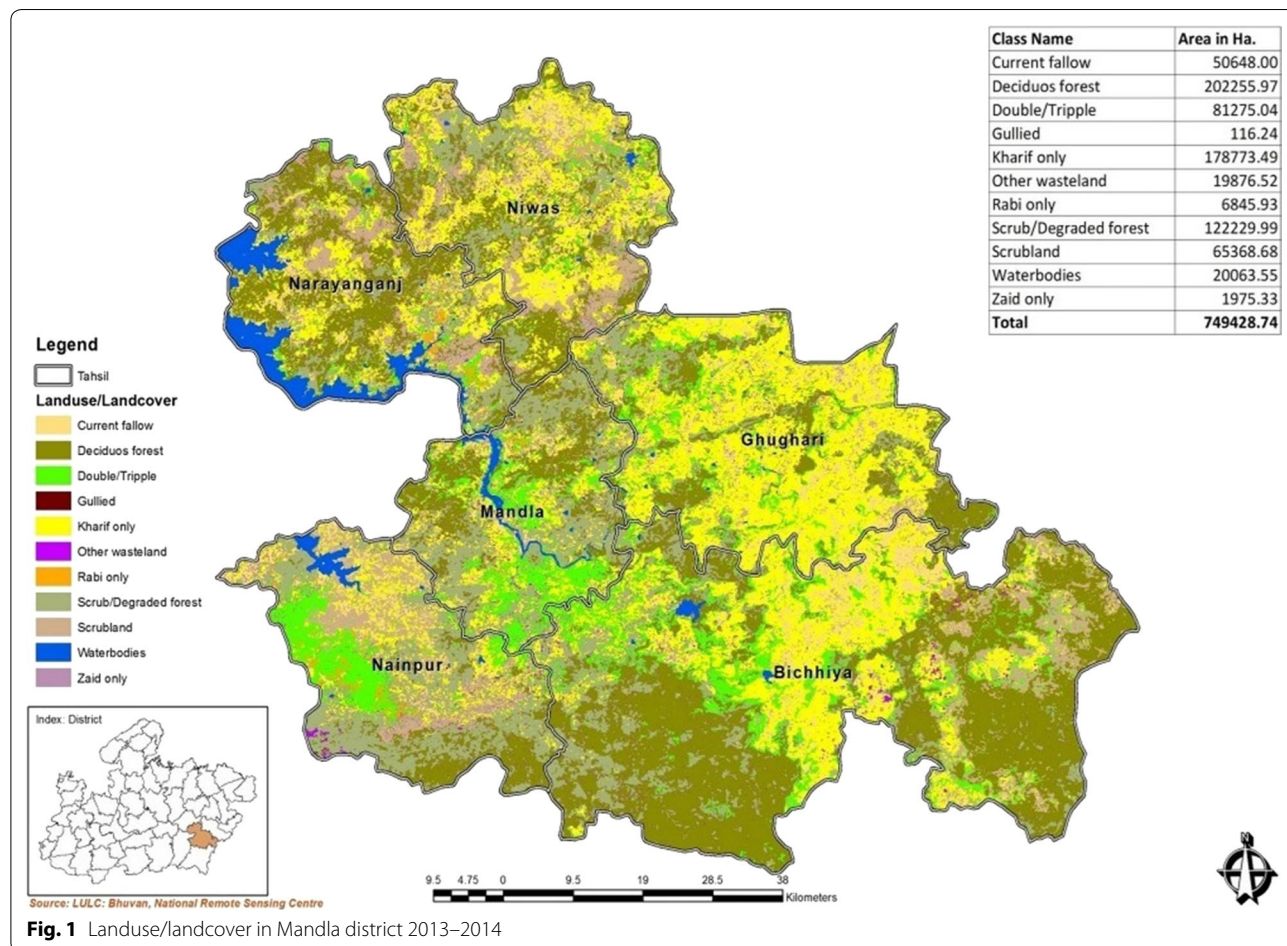 Class Name Area in Ha.
Current fallow 50648.00
Deciduos forest 202255.97
Double/Tripple 81275.04
Gullied 116.24
Kharif only 178773.49
Other wasteland 19876.52
Rabi only 6845.93
Scrub/Degraded forest 122229.99
Scrubland 65368.68
Waterbodies 20063.55
Zaid only 1975.33
Total 749428.74
Niwas
Narayanganj
Ghughari
Mandla
Nainpur
Bichhiya
Legend
Tahsil
Landuse/Landcover
Current fallow
Deciduos forest
Double/Tripple
Gullied
Kharif only
Other wasteland
Rabi only
Scrub/Degraded forest
Scrubland
Waterbodies
Zaid only
Index: District
9.5 4.75 0 9.5 19 28.5 38
Kilometers
N
Source: LULC: Bhuvan, National Remote Sensing Centre
Fig. 1 Landuse/landcover in Mandla district 2013–2014